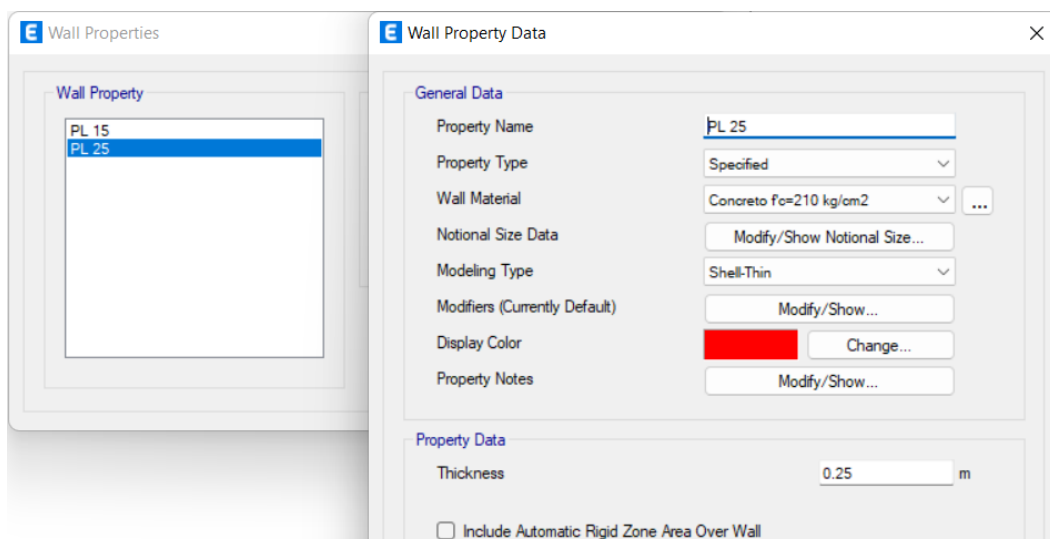 Wall Properties
Wall Property
PL 15
PL 25
Wall Property Data
General Data
Property Name PL 25
Property Type Specified
Wall Material Concreto f'c=210 kg/cm2 ...
Notional Size Data Modify/Show Notional Size...
Modeling Type Shell-Thin
Modifiers (Currently Default) Modify/Show...
Display Color Change...
Property Notes Modify/Show...
Property Data
Thickness 0.25 m
Include Automatic Rigid Zone Area Over Wall